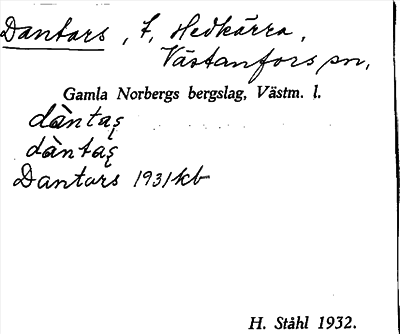 Dantars, t, Hedkärra,
Västanfors sn,
Gamla Norbergs bergslag, Västm. l.
dàntaş
dàntaş
Dantars 1931 kb
H. Ståhl 1932.